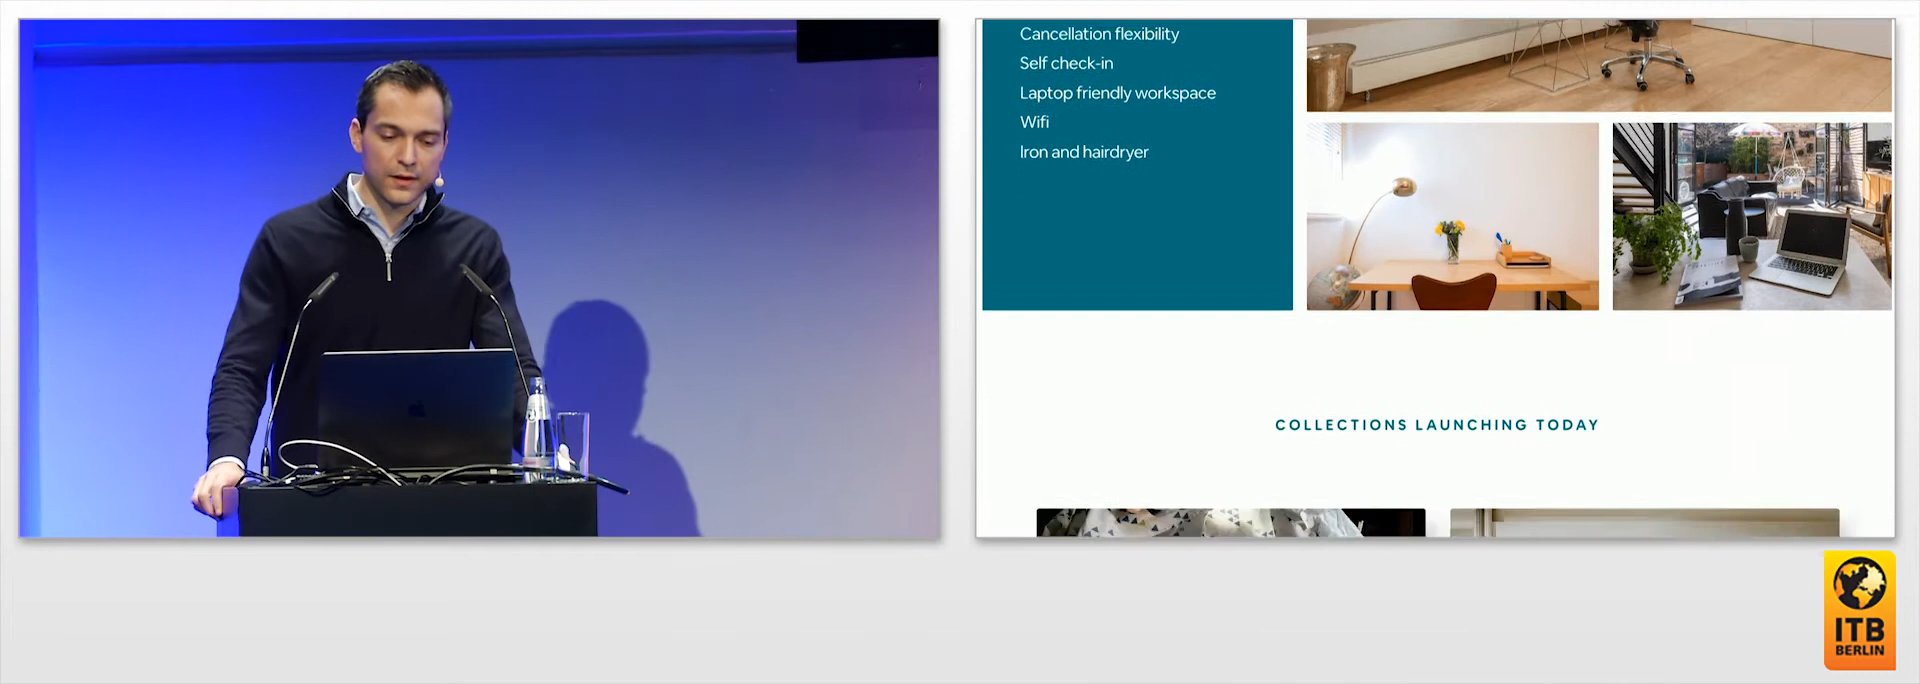 Cancellation flexibility
Self check-in
Laptop friendly workspace
Wifi
Iron and hairdryer
COLLECTIONS LAUNCHING TODAY
ITB
BERLIN